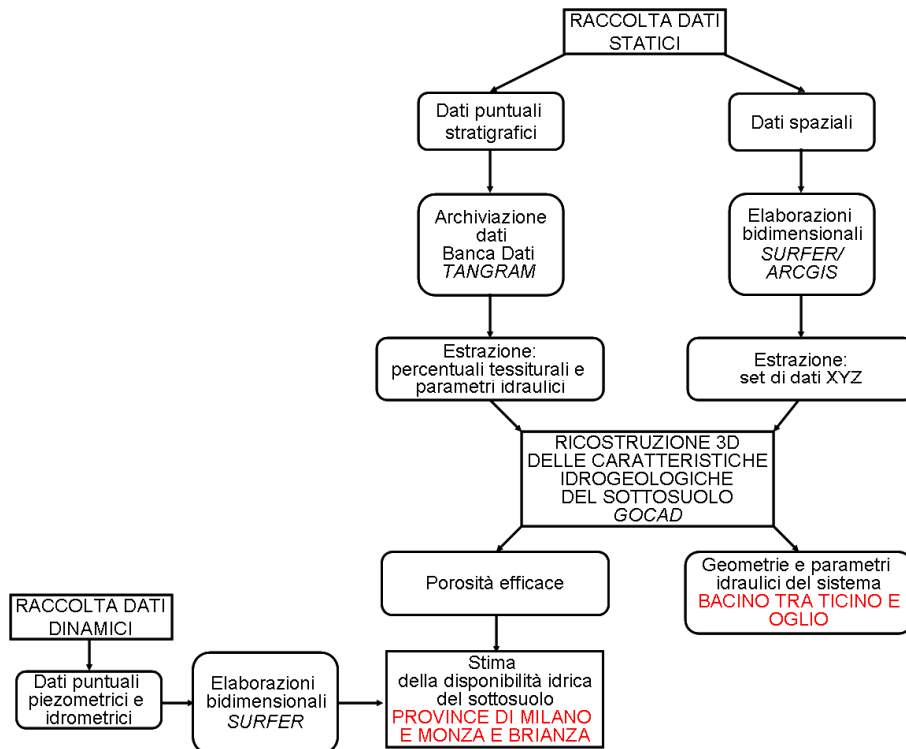 RACCOLTA DATI
STATICI
Dati puntuali
stratigrafici
Dati spaziali
Archiviazione
dati
Banca Dati
TANGRAM
Elaborazioni
bidimensionali
SURFER/
ARCGIS
Estrazione:
percentuali tessiturali e
parametri idraulici
Estrazione:
set di dati XYZ
RICOSTRUZIONE 3D
DELLE CARATTERISTICHE
IDROGEOLOGICHE
DEL SOTTOSUOLO
GOCAD
Porosità efficace
Geometrie e parametri
idraulici del sistema
BACINO TRA TICINO E
OGLIO
RACCOLTA DATI
DINAMICI
Dati puntuali
piezometrici e
idrometrici
Elaborazioni
bidimensionali
SURFER
Stima
della disponibilità idrica
del sottosuolo
PROVINCE DI MILANO
E MONZA E BRIANZA